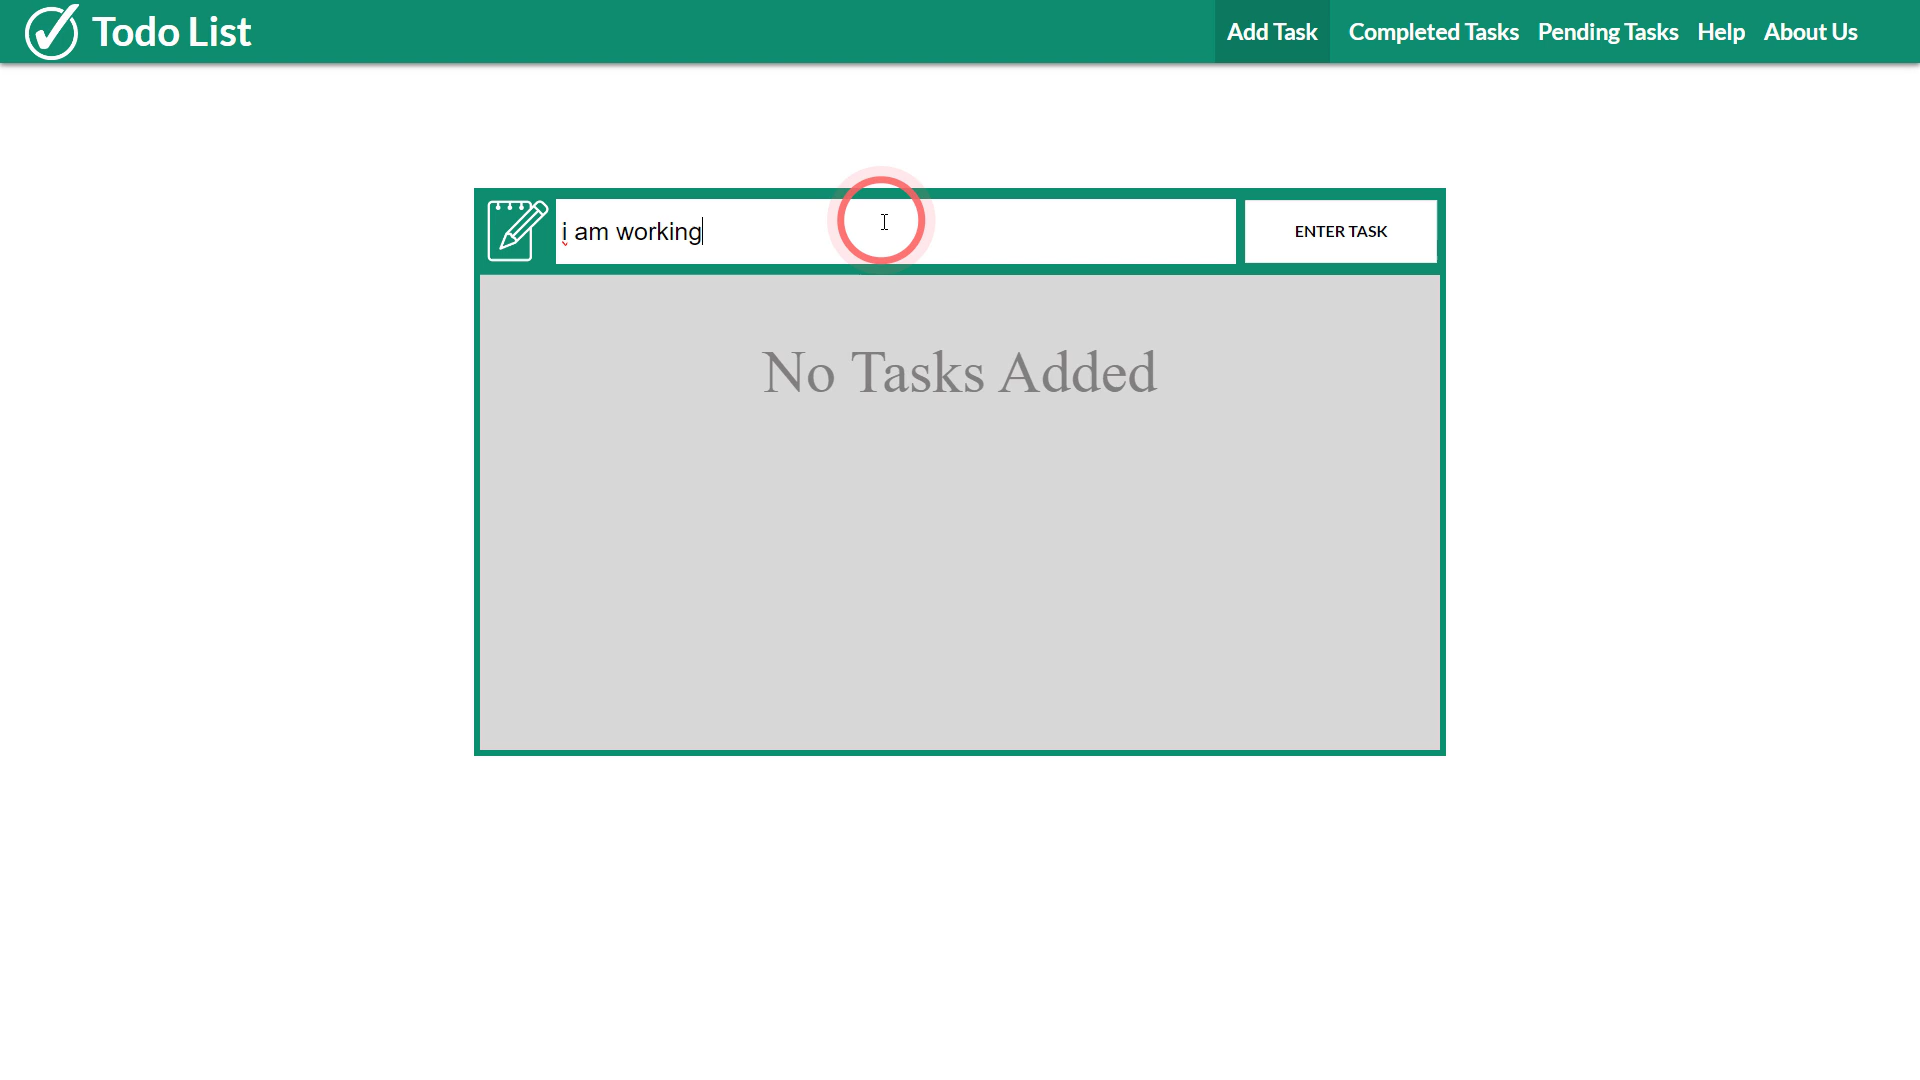 Todo List
Add Task
Completed Tasks
Pending Tasks
Help
About Us
i am working
ENTER TASK
No Tasks Added